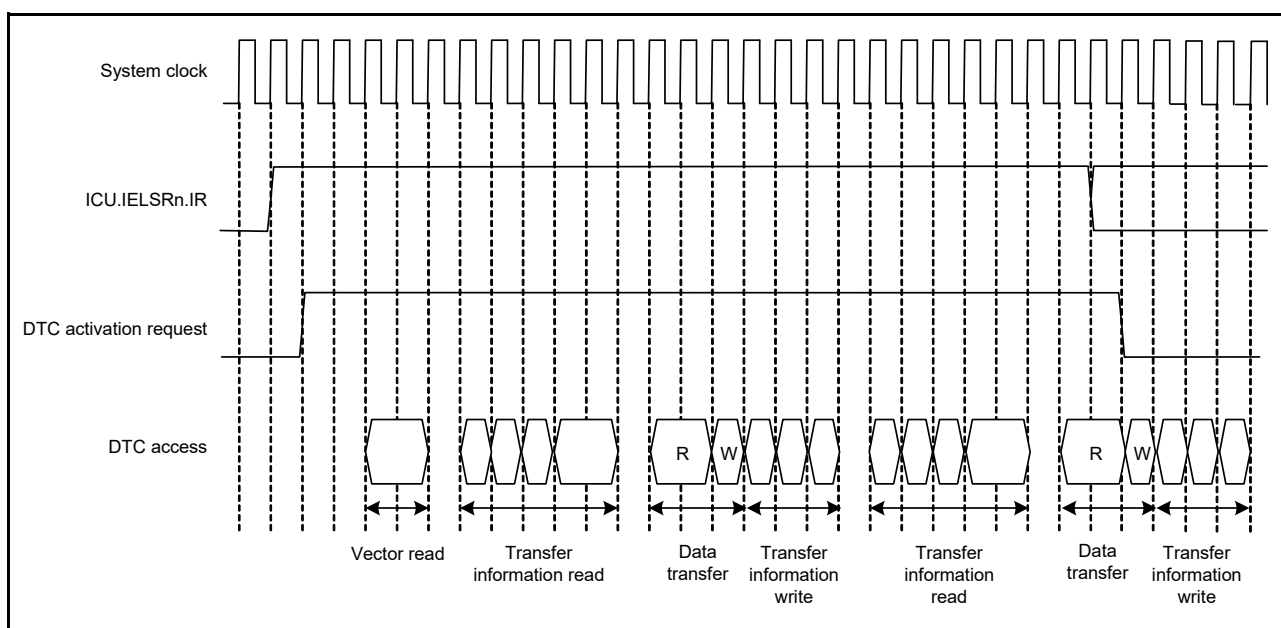 System clock
ICU.IELSRn.IR
DTC activation request
DTC access
R
W
R
W
Vector read
Transfer
information read
Data
transfer
Transfer
information
write
Transfer
information
read
Data
transfer
Transfer
information
write